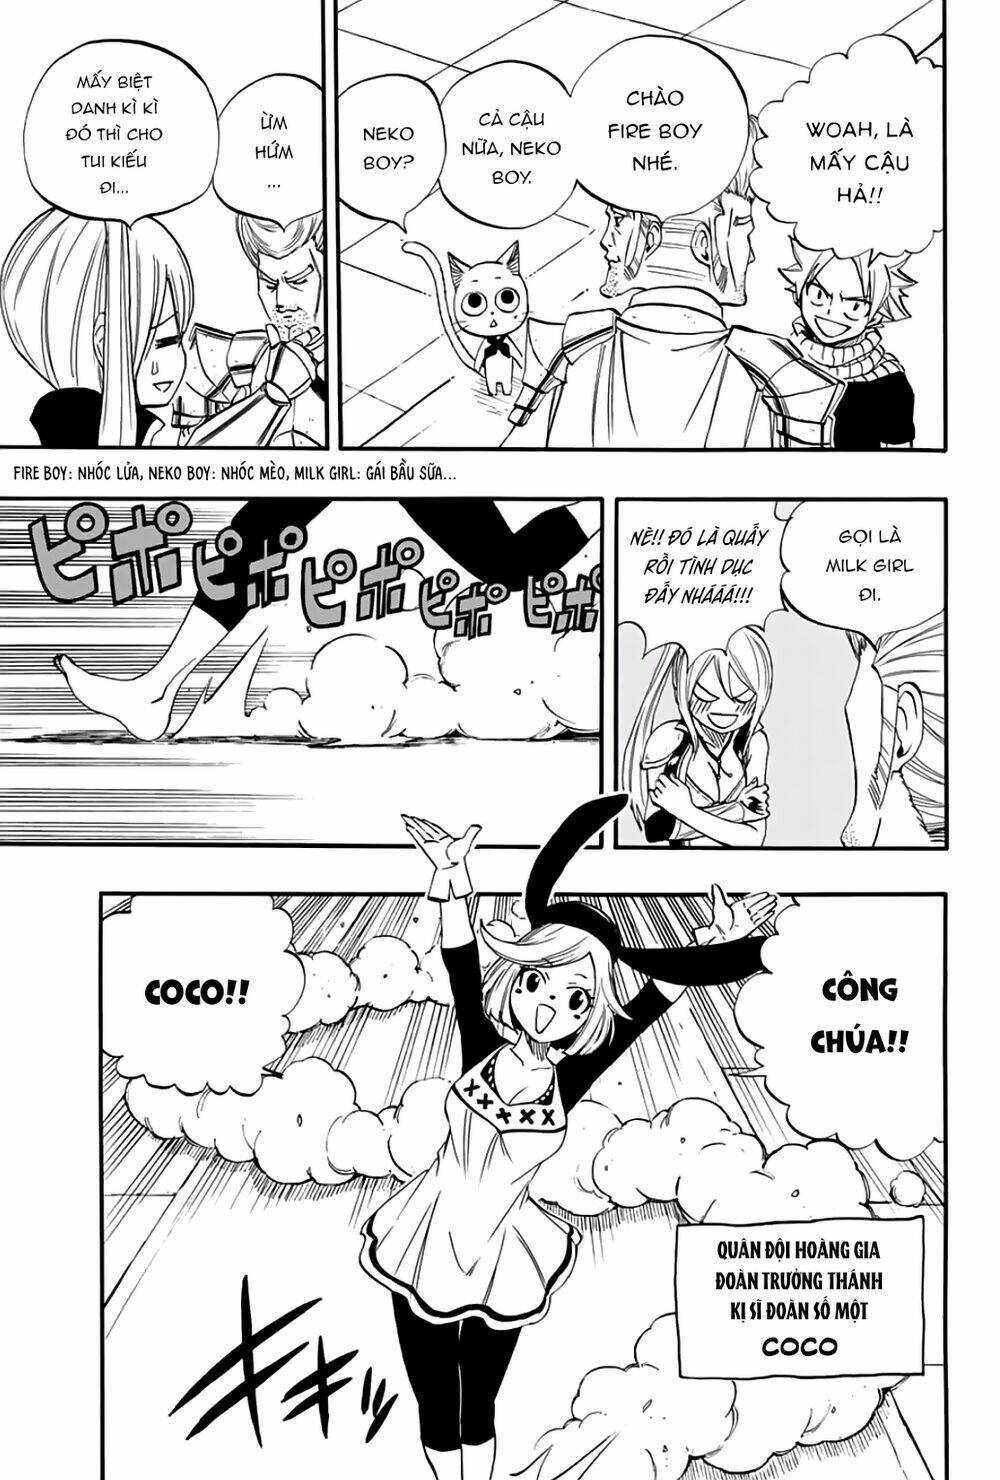 WOAH, LÀ
MẤY CẬU
HẢ!!
CHÀO
FIRE BOY
NHÉ.
CẢ CẬU
NỮA, NEKO
BOY.
NEKO
BOY?
ỪM
HỨM
...
MẤY BIỆT
DANH KÌ KÌ
ĐÓ THÌ CHO
TUI KIẾU
ĐI...
FIRE BOY: NHÓC LỬA, NEKO BOY: NHÓC MÈO, MILK GIRL: GÁI BẦU SỮA...
GỌI LÀ
MILK GIRL
ĐI.
NÈ!! ĐÓ LÀ QUẤY
RỒI TÌNH DỤC
ĐẤY NHÁÁÁ!!!
ピポピポピポピポピポ
CÔNG
CHÚA!!
COCO!!
QUÂN ĐỘI HOÀNG GIA
ĐOÀN TRƯỞNG THÁNH
KỊ SĨ ĐOÀN SỐ MỘT
COCO
キキィッ